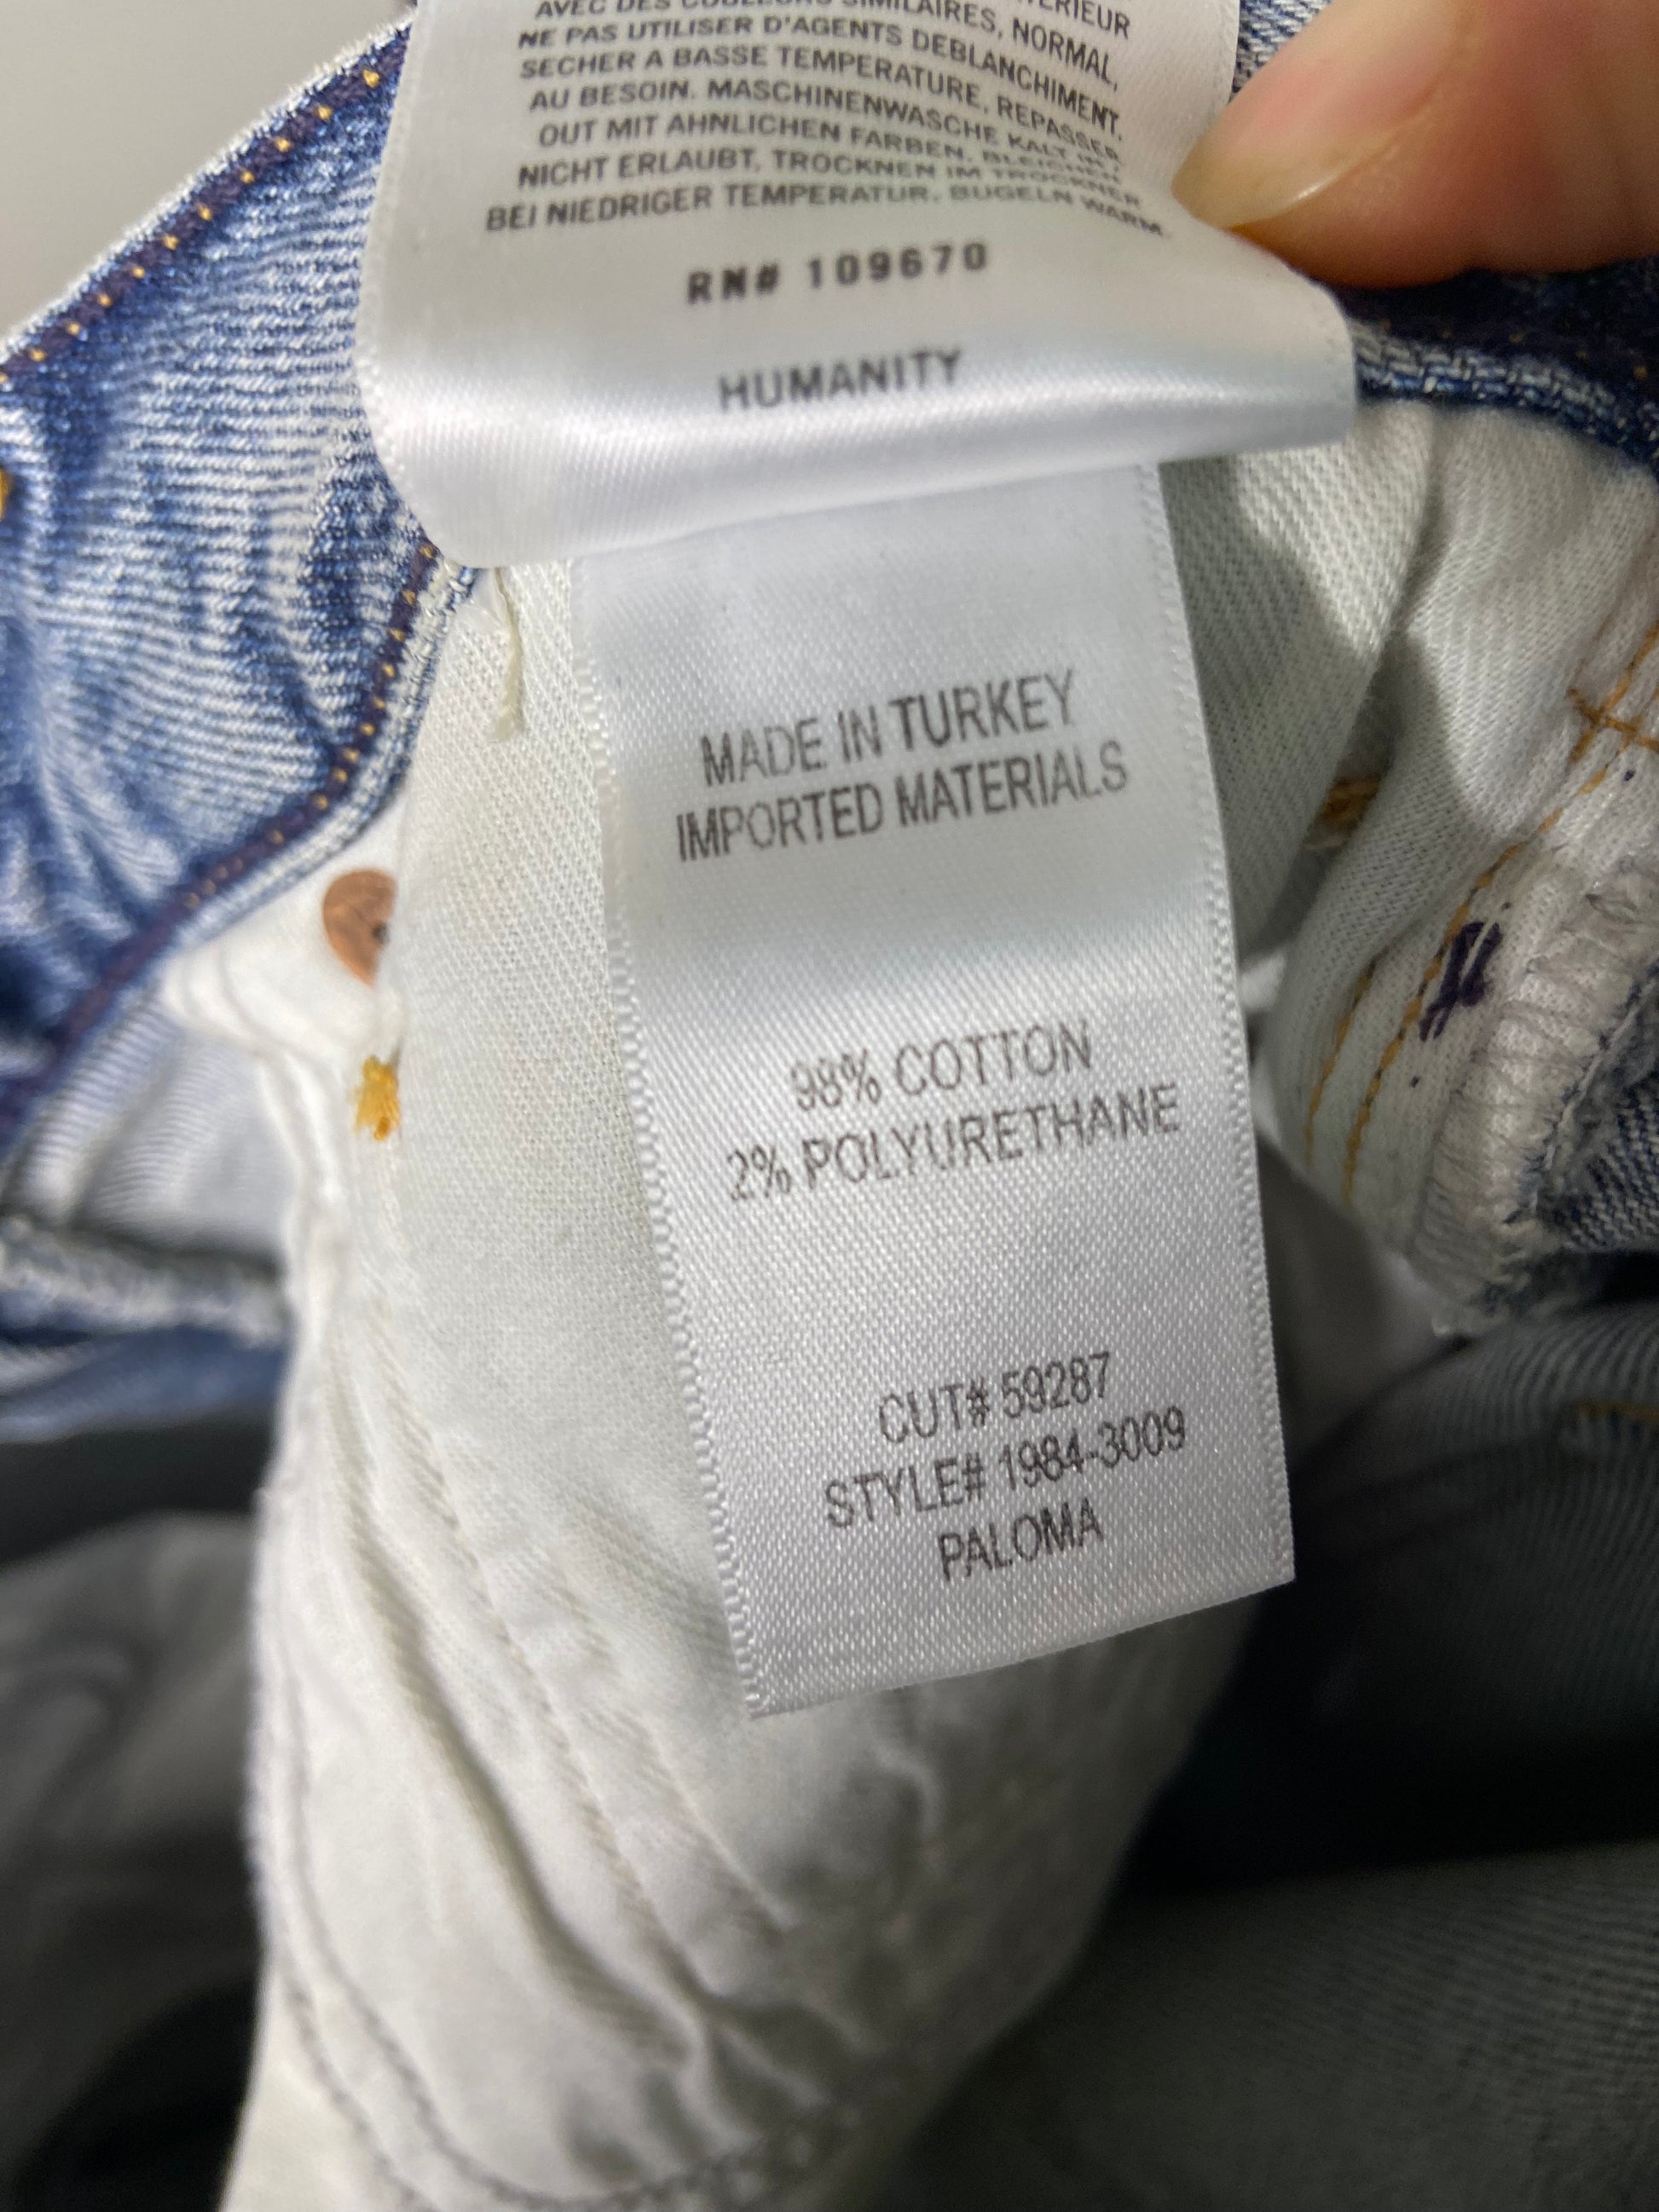 AVEC DES COULEURS SIMILAIRES, NORMAL,
NE PAS UTILISER D'AGENTS DEBLANCHIMENT,
SECHER A BASSE TEMPERATURE, REPASSER
AU BESOIN. MASCHINENWASCHE KALT
OUT MIT AHNLICHEN FARBEN. BLEICHEN
NICHT ERLAUBT, TROCKNEN IM TROCKNER
BEI NIEDRIGER TEMPERATUR. BUGELN WARM
RN# 109670
HUMANITY
MADE IN TURKEY
IMPORTED MATERIALS
98% COTTON
2% POLYURETHANE
CUT# 59287
STYLE# 1984-3009
PALOMA